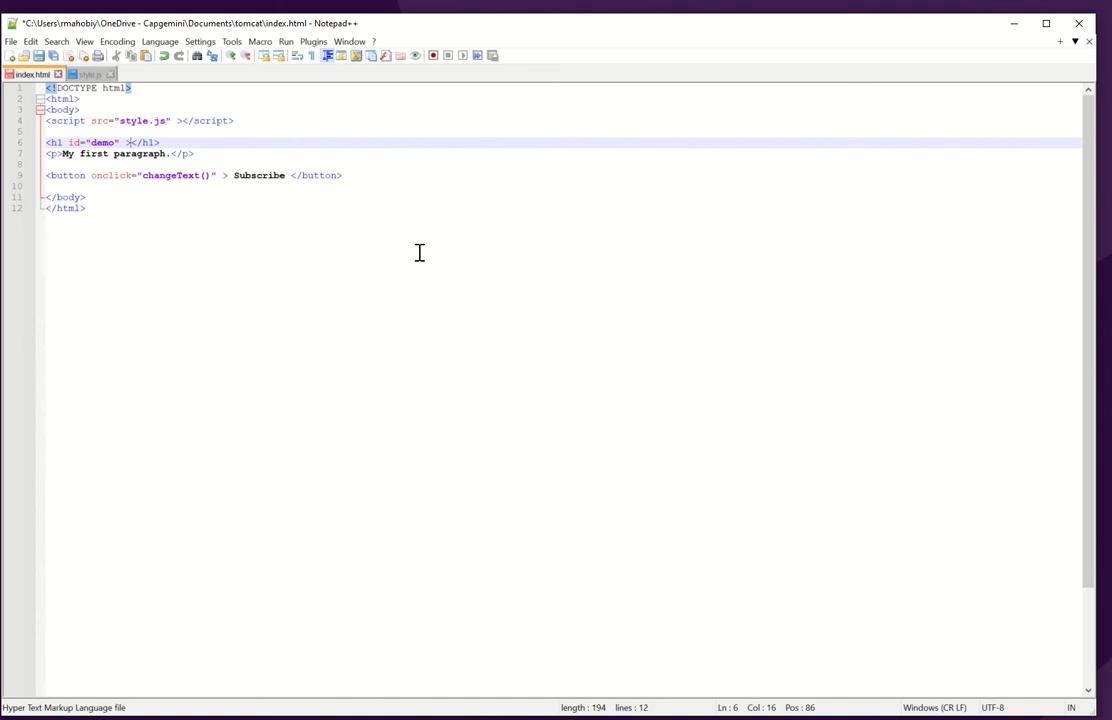 *C:\Users\rmahobiy\OneDrive - Capgemini\Documents\tomcat\index.html - Notepad++
File Edit Search View Encoding Language Settings Tools Macro Run Plugins Window ?
index.html style.js
1 <!DOCTYPE html>
2 <html>
3 <body>
4 <script src="style.js" ></script>
5
6 <h1 id="demo" ></h1>
7 <p>My first paragraph.</p>
8
9 <button onclick="changeText()" > Subscribe </button>
10
11 </body>
12 </html>
Hyper Text Markup Language file length : 194 lines : 12 Ln : 6 Col : 16 Pos : 86 Windows (CR LF) UTF-8 IN